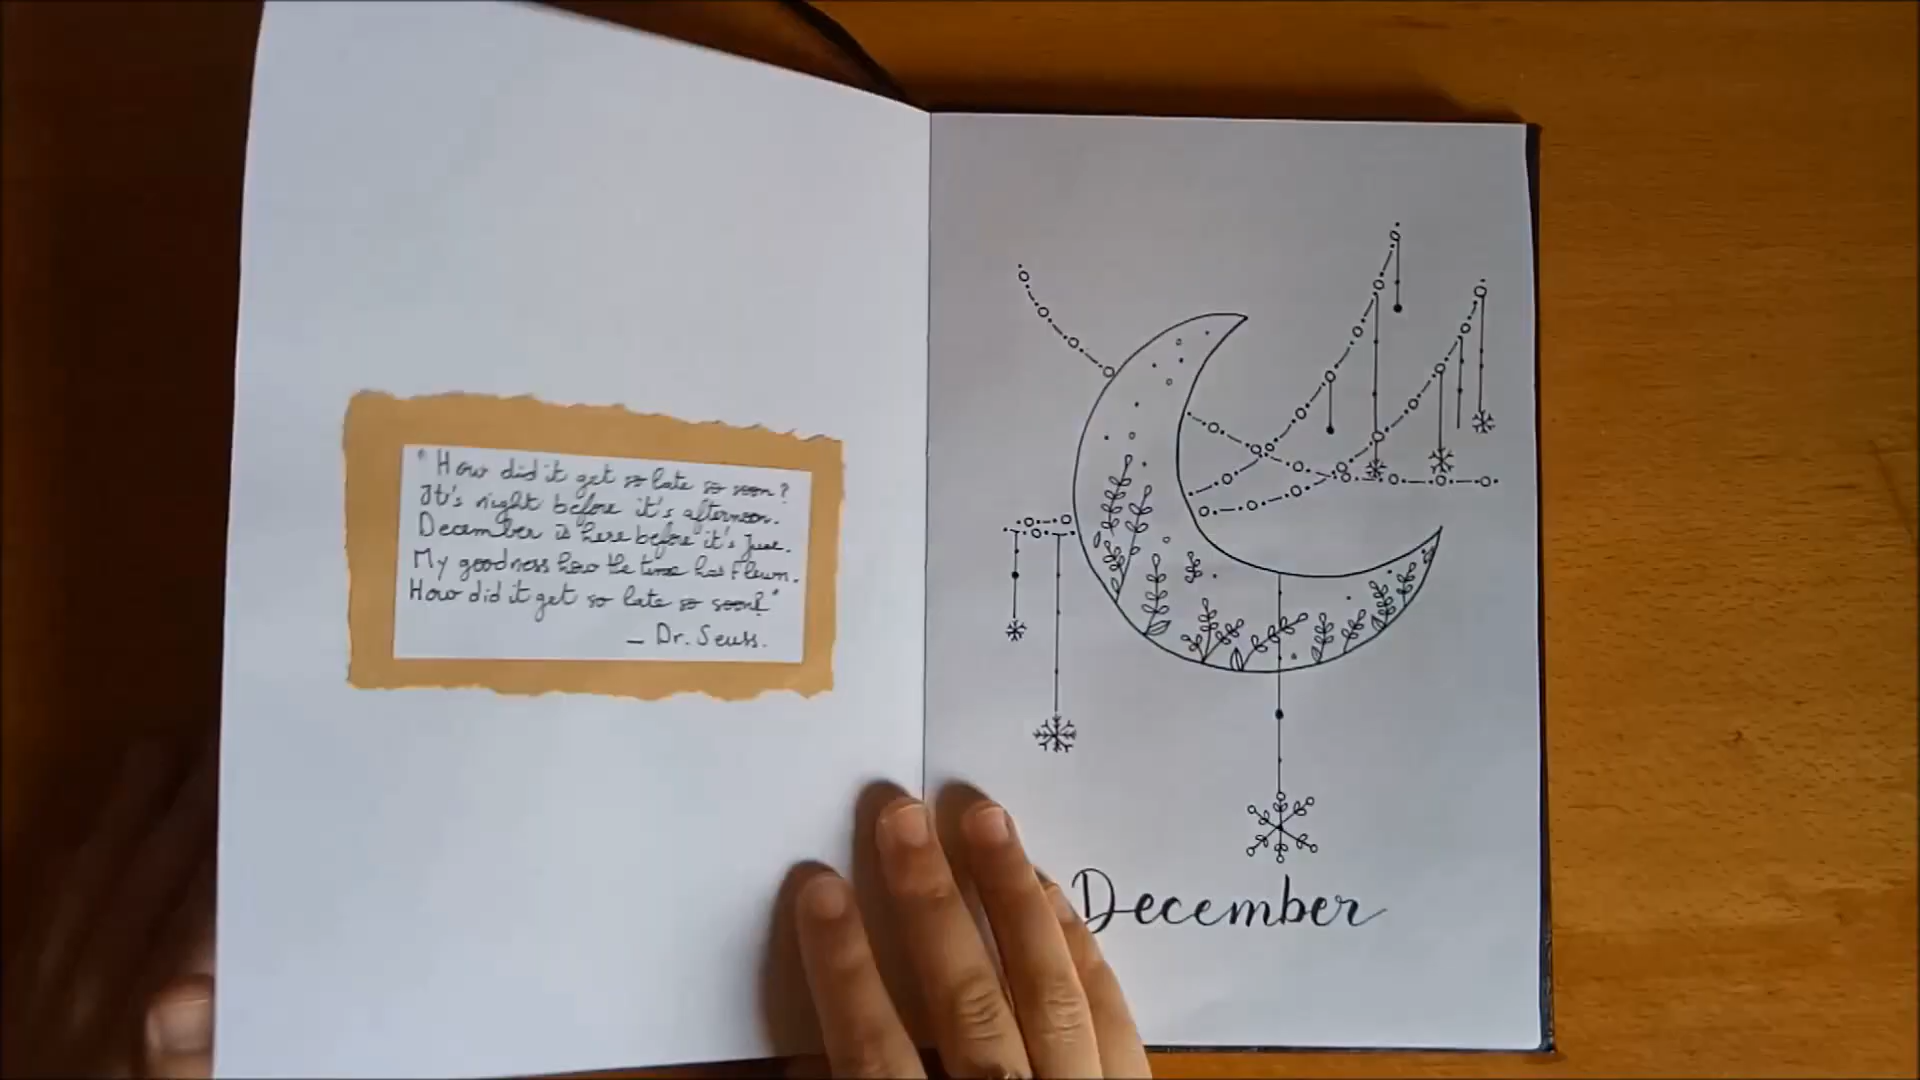 "How did it get so late so soon?
It's night before it's afternoon.
December is here before it's June.
My goodness how the time has flewn.
How did it get so late so soon?"
– Dr. Seuss.
December